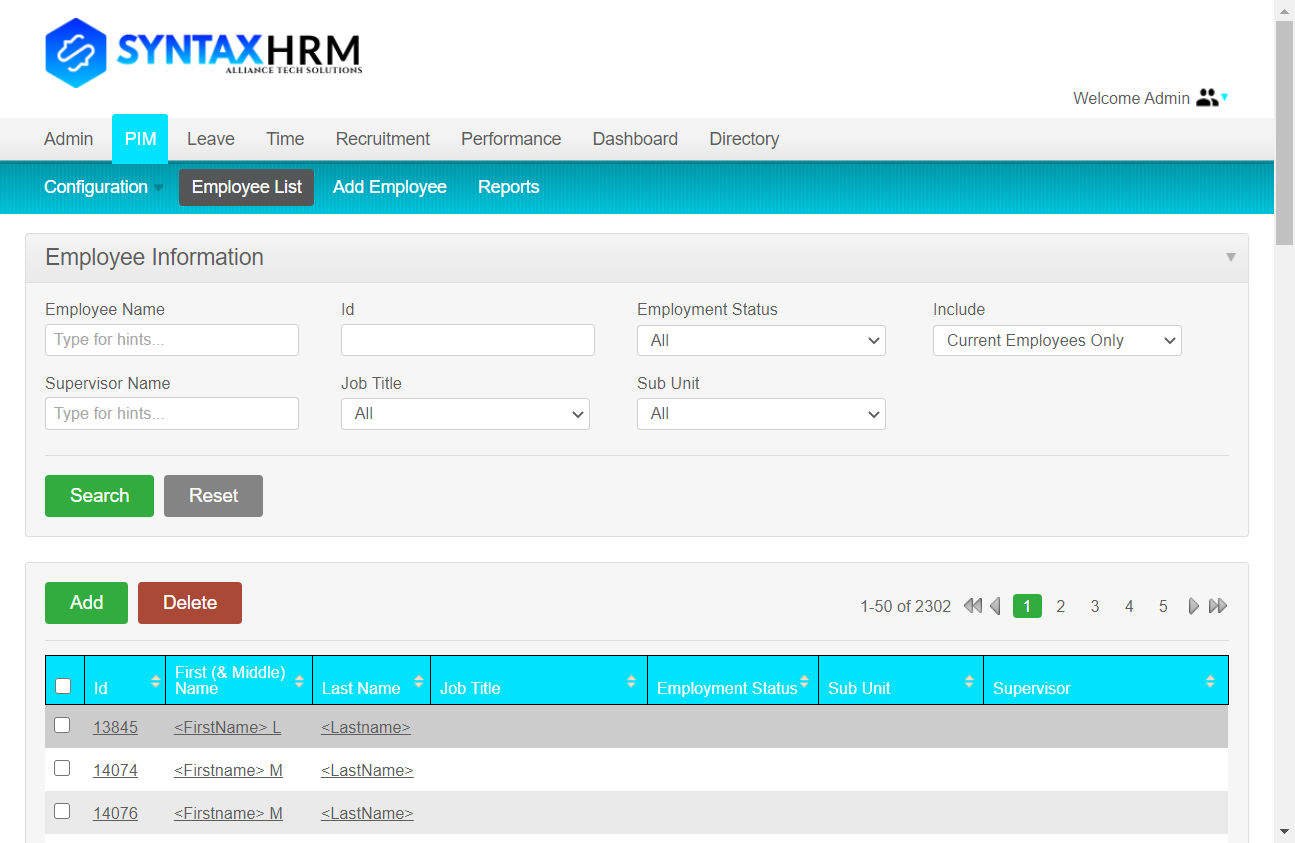 SYNTAXHRM
ALLIANCE TECH SOLUTIONS
Welcome Admin
Admin PIM Leave Time Recruitment Performance Dashboard Directory
Configuration Employee List Add Employee Reports
Employee Information
Employee Name Id Employment Status Include
Type for hints... All Current Employees Only
Supervisor Name Job Title Sub Unit
Type for hints... All All
Search Reset
Add Delete 1-50 of 2302 1 2 3 4 5
Id First (& Middle) Name Last Name Job Title Employment Status Sub Unit Supervisor
13845 <FirstName> L <Lastname>
14074 <Firstname> M <LastName>
14076 <Firstname> M <LastName>